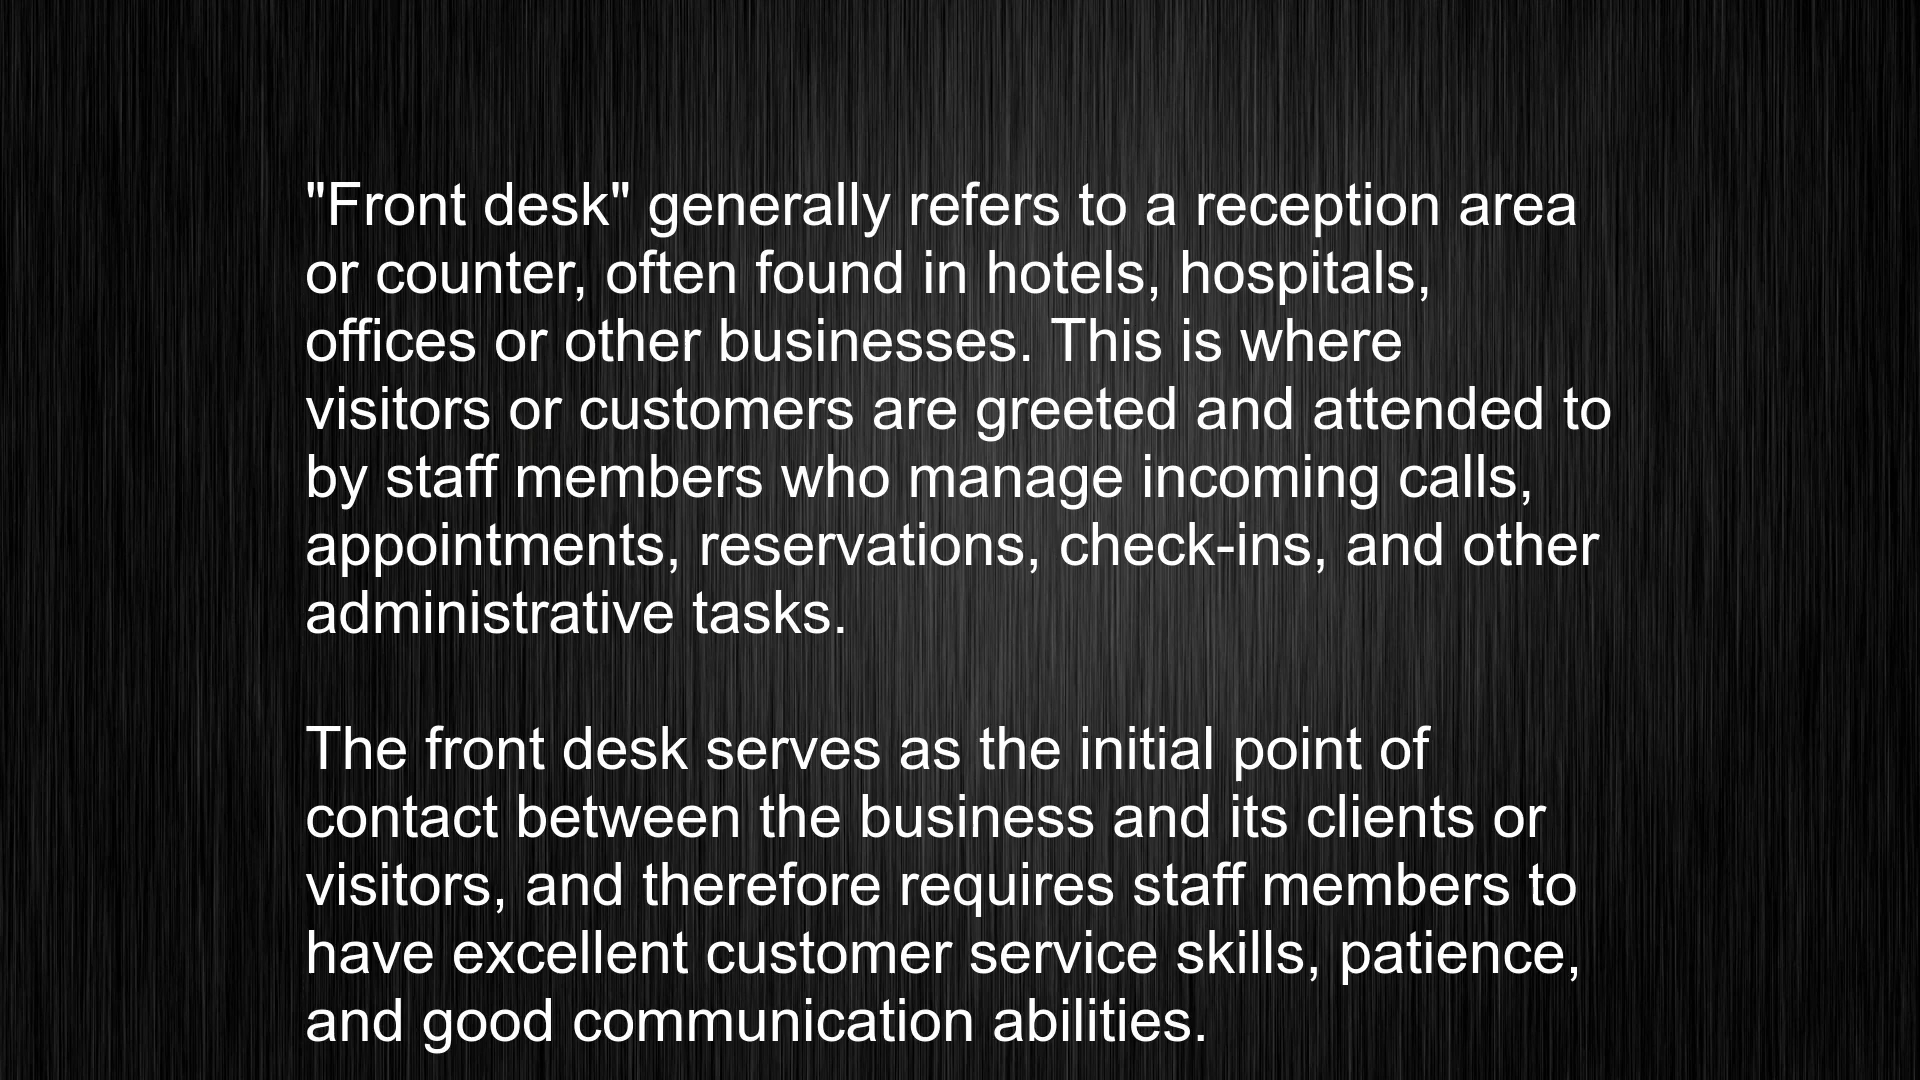 "Front desk" generally refers to a reception area
or counter, often found in hotels, hospitals,
offices or other businesses. This is where
visitors or customers are greeted and attended to
by staff members who manage incoming calls,
appointments, reservations, check-ins, and other
administrative tasks.
The front desk serves as the initial point of
contact between the business and its clients or
visitors, and therefore requires staff members to
have excellent customer service skills, patience,
and good communication abilities.